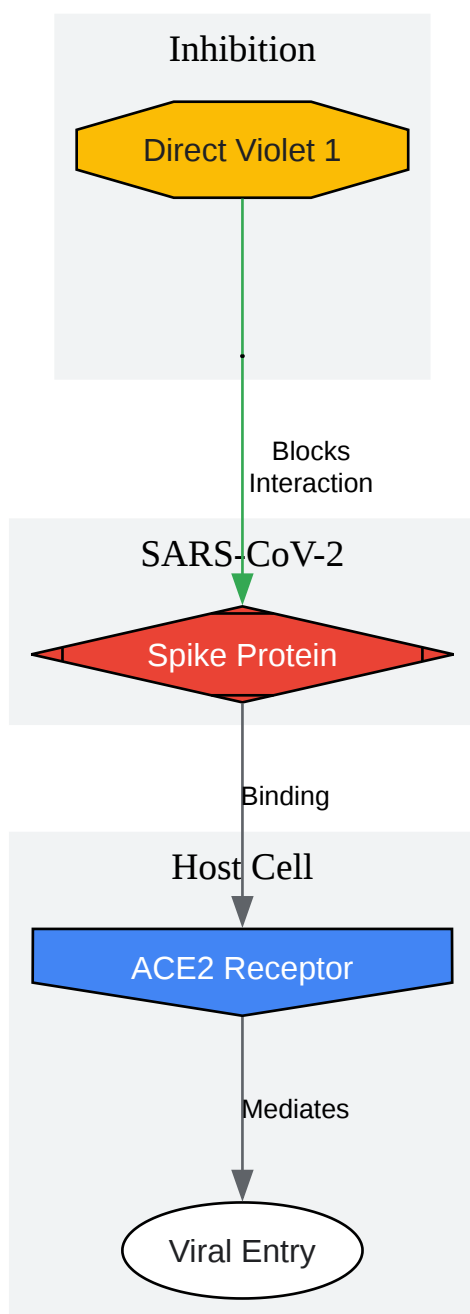 Inhibition
Direct Violet 1
Blocks
Interaction
SARS-CoV-2
Spike Protein
Binding
Host Cell
ACE2 Receptor
Mediates
Viral Entry